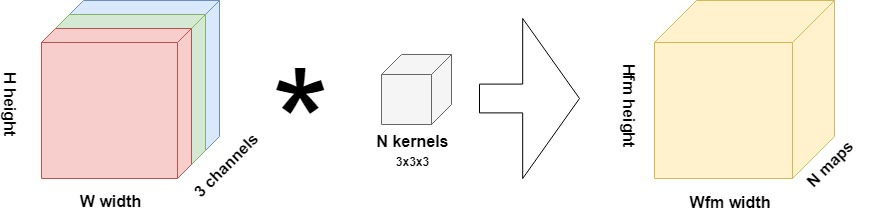 H height
W width
3 channels
*
N kernels
3x3x3
Hfm height
Wfm width
N maps